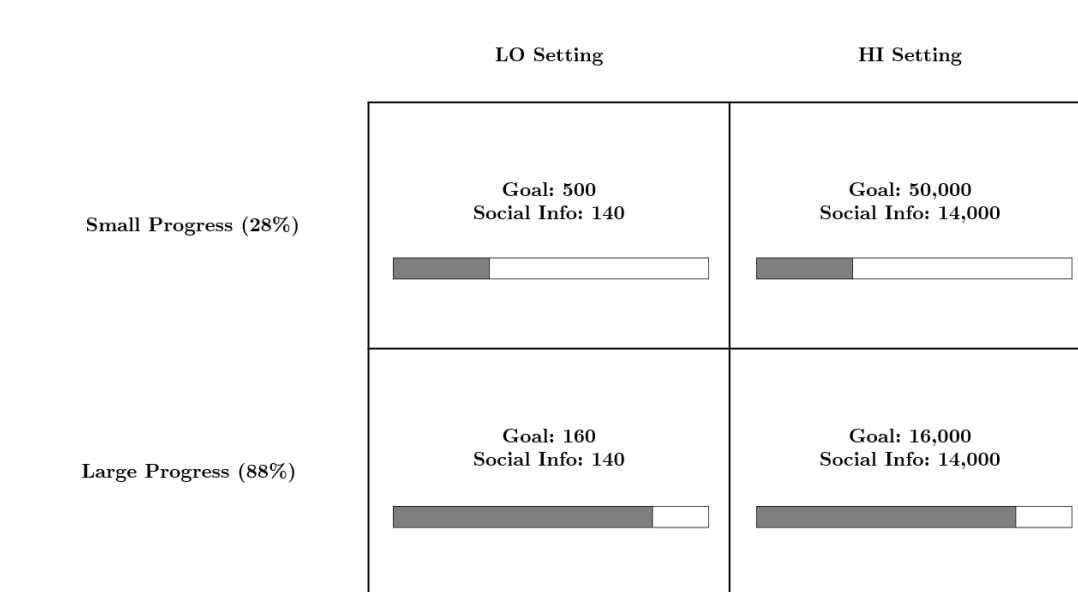 LO Setting
HI Setting
Small Progress (28%)
Goal: 500
Social Info: 140
Goal: 50,000
Social Info: 14,000
Large Progress (88%)
Goal: 160
Social Info: 140
Goal: 16,000
Social Info: 14,000